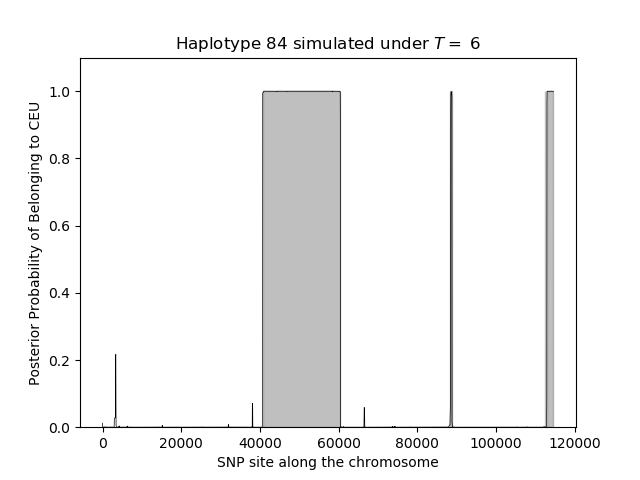 Haplotype 84 simulated under T = 6
Posterior Probability of Belonging to CEU
1.0
0.8
0.6
0.4
0.2
0.0
0 20000 40000 60000 80000 100000 120000
SNP site along the chromosome